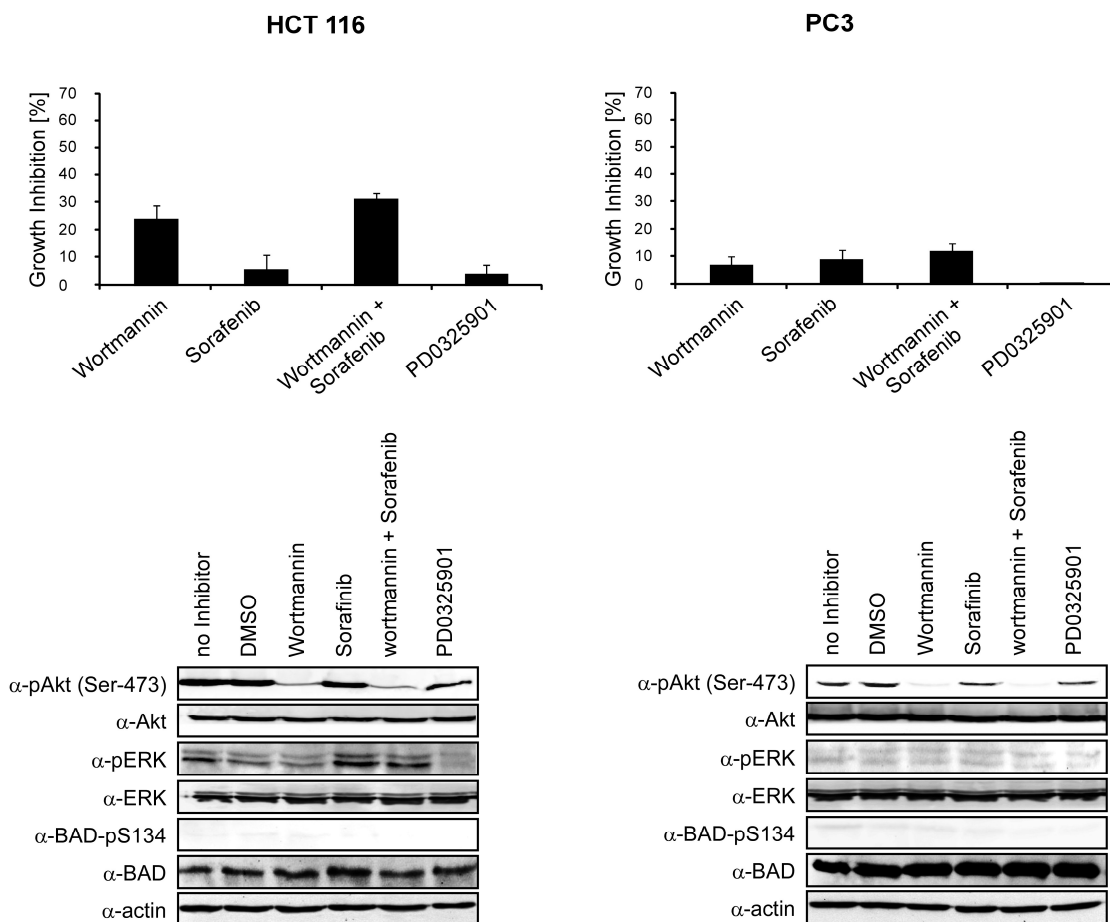 HCT 116
Growth Inhibition [%]
70
60
50
40
30
20
10
0
Wortmannin
Sorafenib
Wortmannin +
Sorafenib
PD0325901
PC3
Growth Inhibition [%]
70
60
50
40
30
20
10
0
Wortmannin
Sorafenib
Wortmannin +
Sorafenib
PD0325901
no Inhibitor
DMSO
Wortmannin
Sorafinib
wortmannin + Sorafenib
PD0325901
α-pAkt (Ser-473)
α-Akt
α-pERK
α-ERK
α-BAD-pS134
α-BAD
α-actin
no Inhibitor
DMSO
Wortmannin
Sorafinib
wortmannin + Sorafenib
PD0325901
α-pAkt (Ser-473)
α-Akt
α-pERK
α-ERK
α-BAD-pS134
α-BAD
α-actin